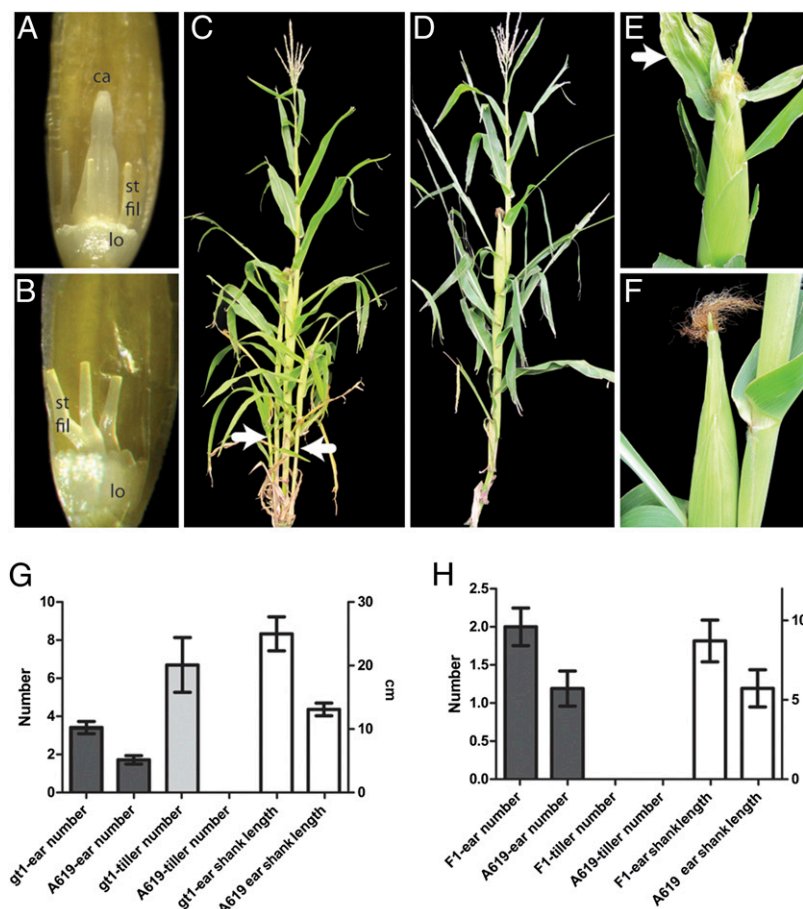 A
ca
st
fil
lo
B
st
fil
lo
C
D
E
F
G
10
8
6
4
2
0
Number
30
20
10
0
cm
gt1-ear number
A619-ear number
gt1-tiller number
A619-tiller number
gt1-ear shank length
A619 ear shank length
H
2.5
2.0
1.5
1.0
0.5
0.0
Number
10
5
0
F1-ear number
A619-ear number
F1-tiller number
A619-tiller number
F1-ear shank length
A619 ear shank length